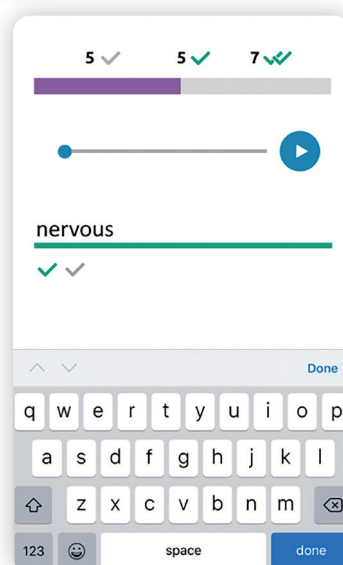 5 5 7
nervous
Done
q w e r t y u i o p
a s d f g h j k l
z x c v b n m
123 space done